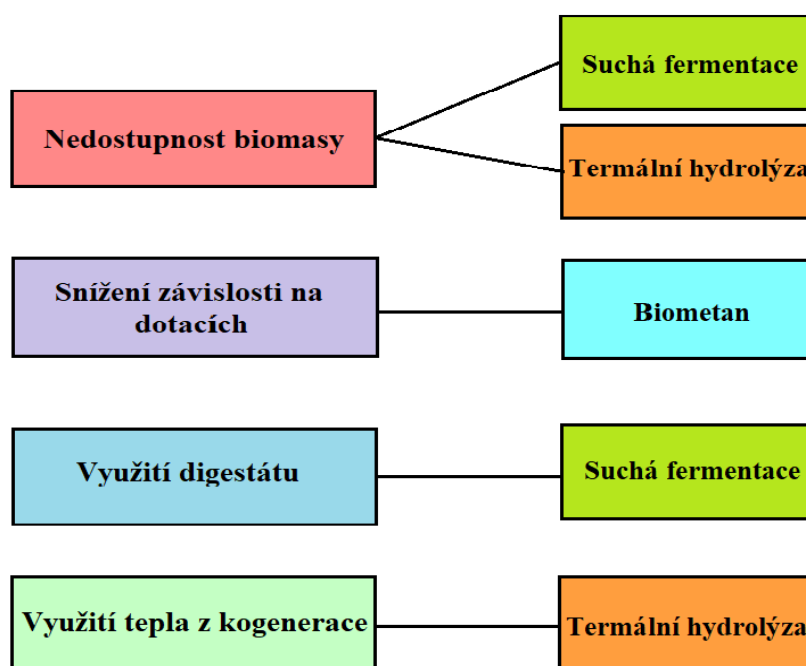 Suchá fermentace
Nedostupnost biomasy
Termální hydrolýza
Snížení závislosti na
dotacích
Biometan
Využití digestátu
Suchá fermentace
Využití tepla z kogenerace
Termální hydrolýza